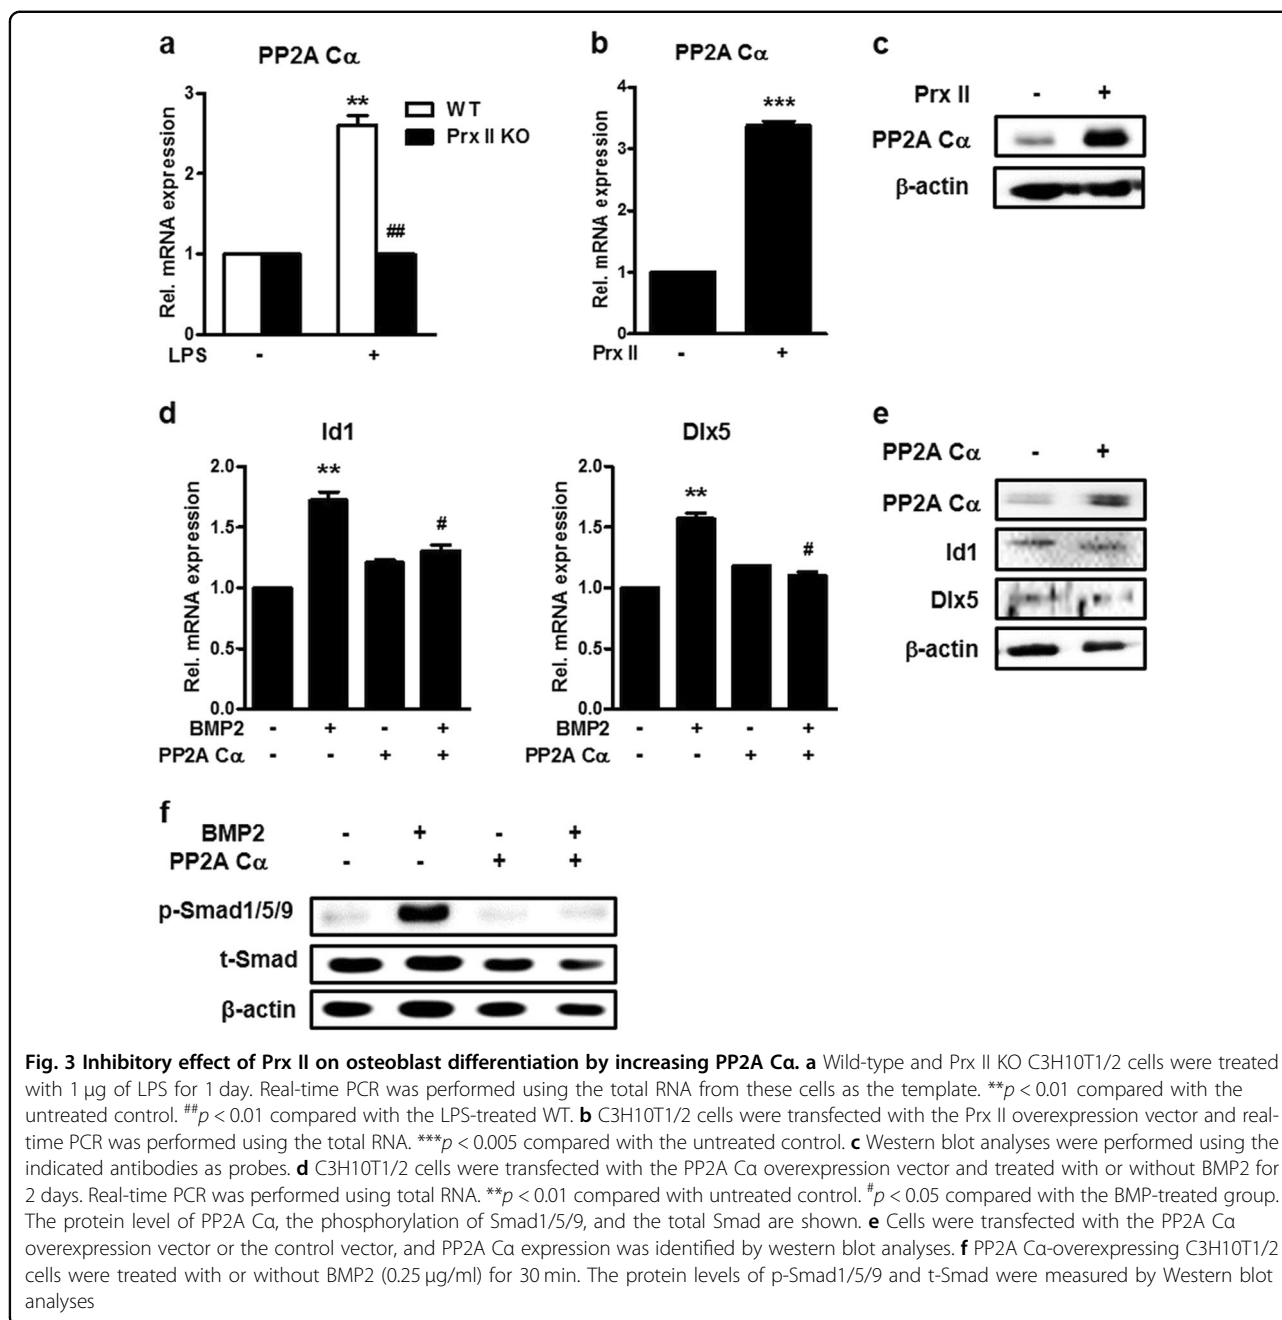 a
PP2A Cα
Rel. mRNA expression
3
2
1
0
**
##
WT
Prx II KO
LPS - +
b
PP2A Cα
Rel. mRNA expression
4
3
2
1
0
***
Prx II - +
c
Prx II - +
PP2A Cα
β-actin
d
Id1
Rel. mRNA expression
2.0
1.5
1.0
0.5
0.0
**
#
BMP2 - + - +
PP2A Cα - - + +
Dlx5
Rel. mRNA expression
2.0
1.5
1.0
0.5
0.0
**
#
BMP2 - + - +
PP2A Cα - - + +
e
PP2A Cα - +
PP2A Cα
Id1
Dlx5
β-actin
f
BMP2 - + - +
PP2A Cα - - + +
p-Smad1/5/9
t-Smad
β-actin
Fig. 3 Inhibitory effect of Prx II on osteoblast differentiation by increasing PP2A Cα. a Wild-type and Prx II KO C3H10T1/2 cells were treated
with 1 µg of LPS for 1 day. Real-time PCR was performed using the total RNA from these cells as the template. **p < 0.01 compared with the
untreated control. ##p < 0.01 compared with the LPS-treated WT. b C3H10T1/2 cells were transfected with the Prx II overexpression vector and real-
time PCR was performed using the total RNA. ***p < 0.005 compared with the untreated control. c Western blot analyses were performed using the
indicated antibodies as probes. d C3H10T1/2 cells were transfected with the PP2A Cα overexpression vector and treated with or without BMP2 for
2 days. Real-time PCR was performed using total RNA. **p < 0.01 compared with untreated control. #p < 0.05 compared with the BMP-treated group.
The protein level of PP2A Cα, the phosphorylation of Smad1/5/9, and the total Smad are shown. e Cells were transfected with the PP2A Cα
overexpression vector or the control vector, and PP2A Cα expression was identified by western blot analyses. f PP2A Cα-overexpressing C3H10T1/2
cells were treated with or without BMP2 (0.25 µg/ml) for 30 min. The protein levels of p-Smad1/5/9 and t-Smad were measured by Western blot
analyses